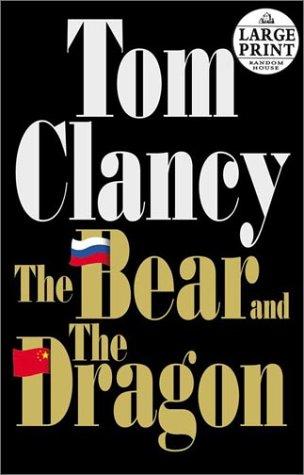 Tom
LARGE
PRINT
RANDOM HOUSE
Clancy
The Bear and
The
Dragon